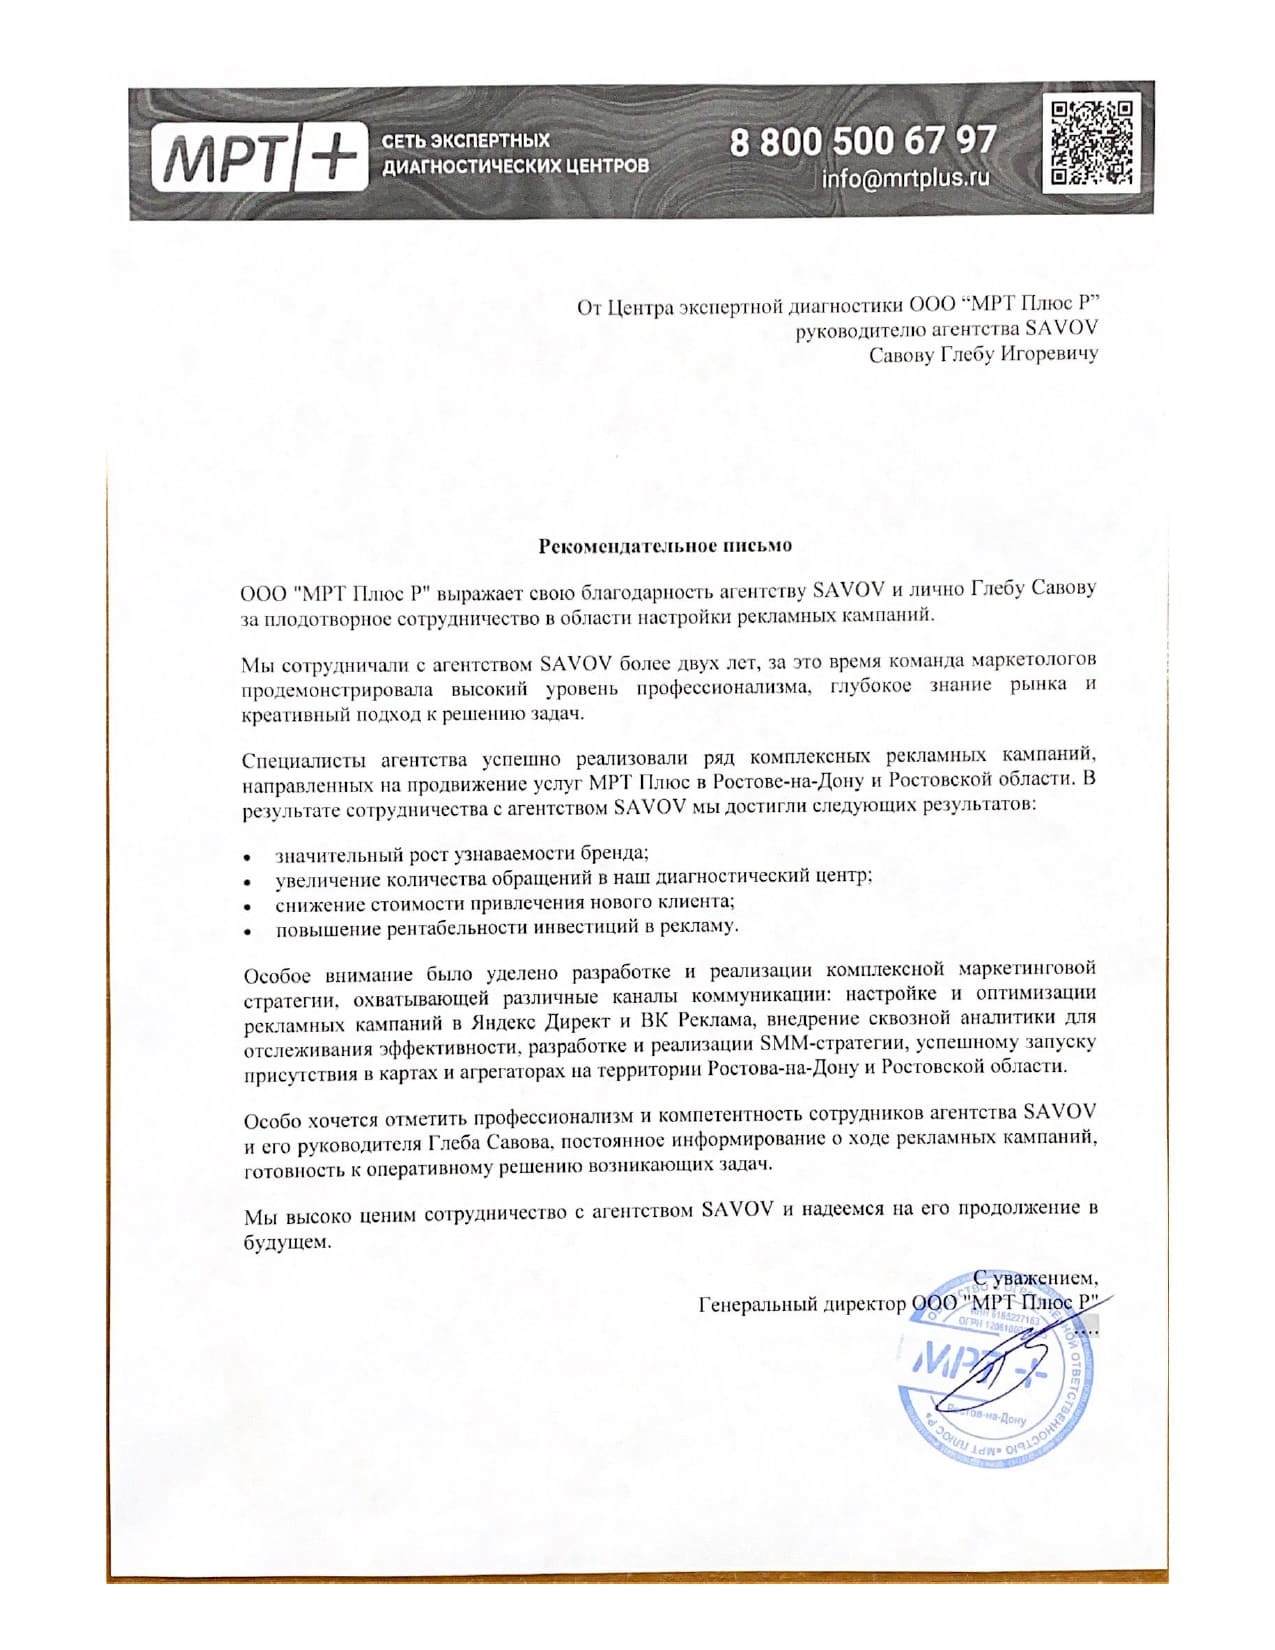 МРТ+
СЕТЬ ЭКСПЕРТНЫХ
ДИАГНОСТИЧЕСКИХ ЦЕНТРОВ
8 800 500 67 97
info@mrtplus.ru
От Центра экспертной диагностики ООО “МРТ Плюс Р”
руководителю агентства SAVOV
Савову Глебу Игоревичу
Рекомендательное письмо
ООО "МРТ Плюс Р" выражает свою благодарность агентству SAVOV и лично Глебу Савову
за плодотворное сотрудничество в области настройки рекламных кампаний.
Мы сотрудничали с агентством SAVOV более двух лет, за это время команда маркетологов
продемонстрировала высокий уровень профессионализма, глубокое знание рынка и
креативный подход к решению задач.
Специалисты агентства успешно реализовали ряд комплексных рекламных кампаний,
направленных на продвижение услуг МРТ Плюс в Ростове-на-Дону и Ростовской области. В
результате сотрудничества с агентством SAVOV мы достигли следующих результатов:
• значительный рост узнаваемости бренда;
• увеличение количества обращений в наш диагностический центр;
• снижение стоимости привлечения нового клиента;
• повышение рентабельности инвестиций в рекламу.
Особое внимание было уделено разработке и реализации комплексной маркетинговой
стратегии, охватывающей различные каналы коммуникации: настройке и оптимизации
рекламных кампаний в Яндекс Директ и ВК Реклама, внедрение сквозной аналитики для
отслеживания эффективности, разработке и реализации SMM-стратегии, успешному запуску
присутствия в картах и агрегаторах на территории Ростова-на-Дону и Ростовской области.
Особо хочется отметить профессионализм и компетентность сотрудников агентства SAVOV
и его руководителя Глеба Савова, постоянное информирование о ходе рекламных кампаний,
готовность к оперативному решению возникающих задач.
Мы высоко ценим сотрудничество с агентством SAVOV и надеемся на его продолжение в
будущем.
С уважением,
Генеральный директор ООО "МРТ Плюс Р"
....
МРТ+
Ростов-на-Дону
ОТВЕТСТВЕННОСТЬЮ «МРТ ПЛЮС Р»